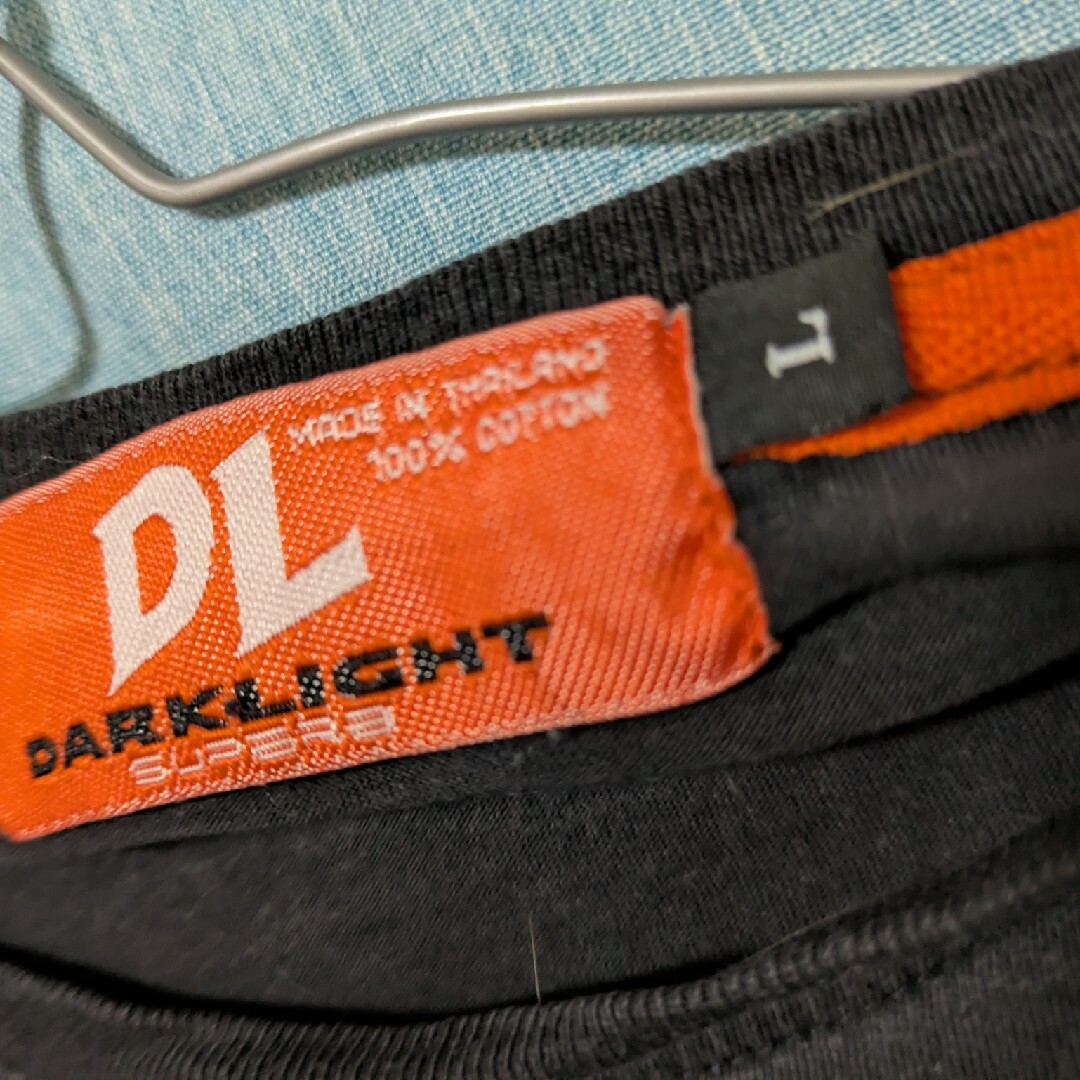 MADE IN THAILAND
100% COTTON
DL
DARKLIGHT
SUPERB
L